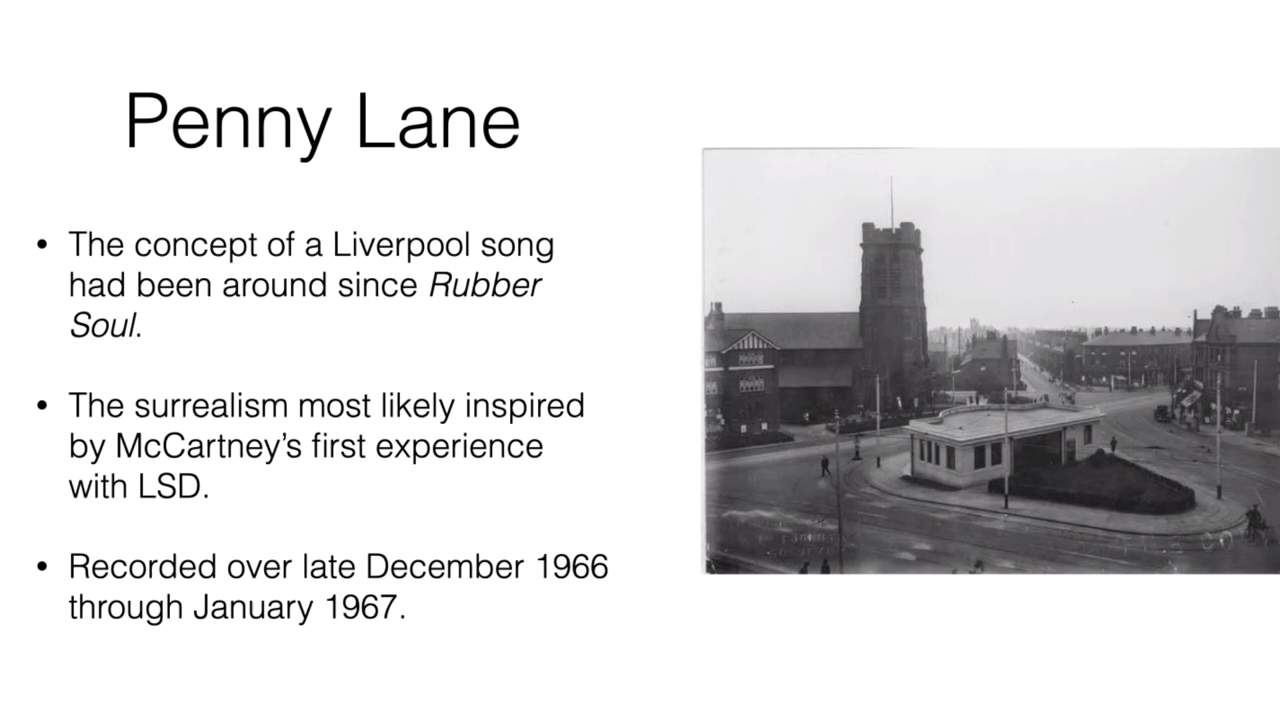 Penny Lane
• The concept of a Liverpool song
had been around since Rubber
Soul.
• The surrealism most likely inspired
by McCartney’s first experience
with LSD.
• Recorded over late December 1966
through January 1967.